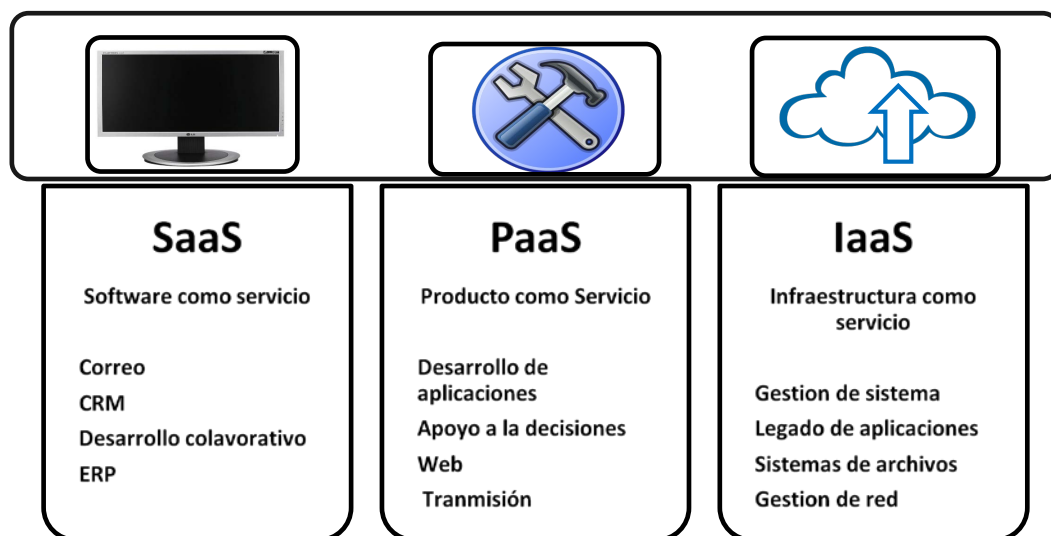 SaaS
Software como servicio
Correo
CRM
Desarrollo colavorativo
ERP
PaaS
Producto como Servicio
Desarrollo de
aplicaciones
Apoyo a la decisiones
Web
Tranmisión
IaaS
Infraestructura como
servicio
Gestion de sistema
Legado de aplicaciones
Sistemas de archivos
Gestion de red